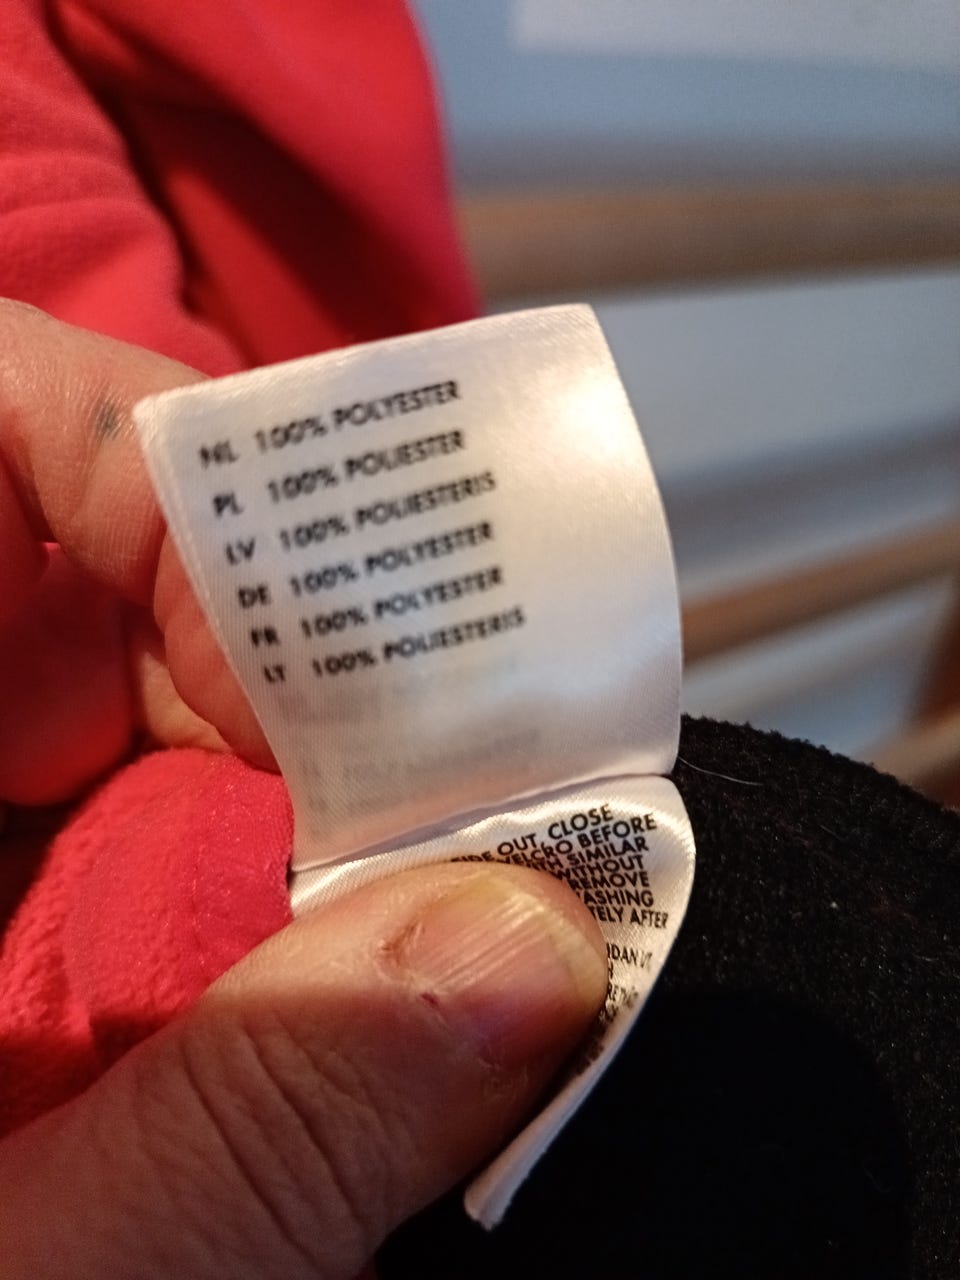 NL 100% POLYESTER
PL 100% POLIESTER
LV 100% POLIESTERIS
DE 100% POLYESTER
FR 100% POLYESTER
LT 100% POLIESTERIS
OUT, CLOSE
VELCRO BEFORE
SIMILAR
WITHOUT
REMOVE
AFTER